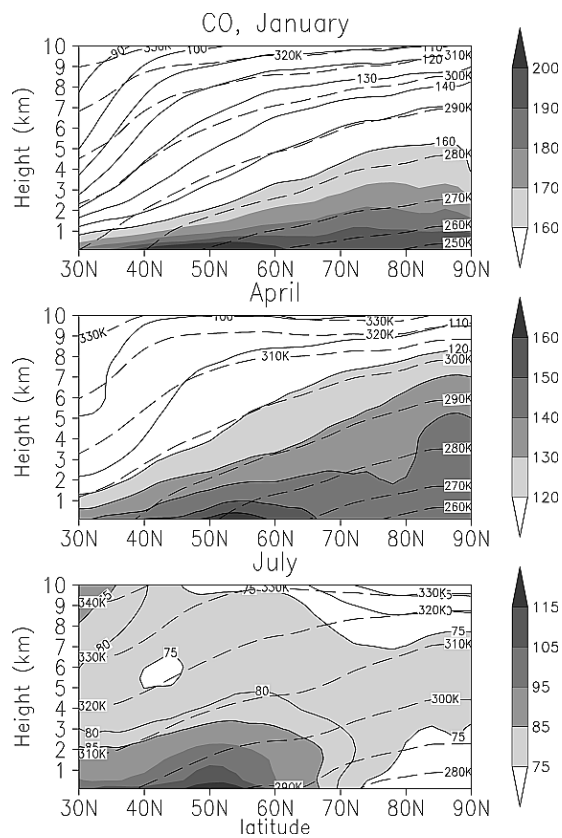 CO, January
Height (km)
10
9
8
7
6
5
4
3
2
1
90
330K
100
320K
110
310K
120
130
300K
140
290K
160
280K
270K
260K
250K
30N 40N 50N 60N 70N 80N 90N
200
190
180
170
160
April
Height (km)
10
9
8
7
6
5
4
3
2
1
100
330K
330K
320K
110
310K
120
300K
290K
280K
270K
260K
30N 40N 50N 60N 70N 80N 90N
160
150
140
130
120
July
Height (km)
10
9
8
7
6
5
4
3
2
1
340K
75
330K
330K
320K
80
330K
75
75
310K
320K
80
300K
80
85
310K
75
290K
280K
30N 40N 50N 60N 70N 80N 90N
latitude
115
105
95
85
75